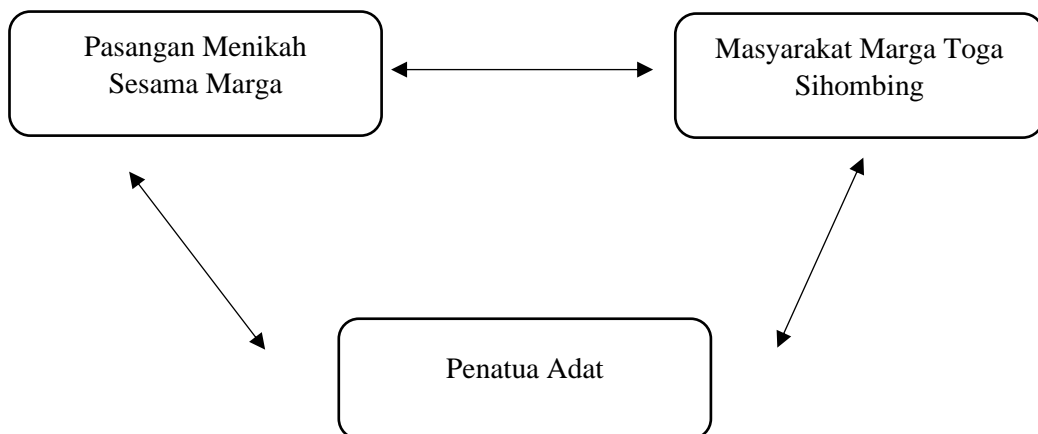 Pasangan Menikah
Sesama Marga
Masyarakat Marga Toga
Sihombing
Penatua Adat